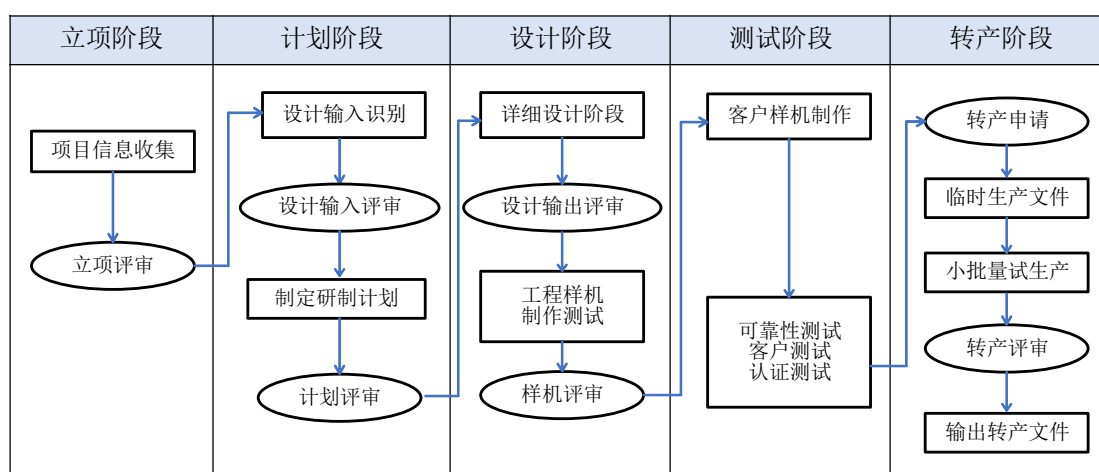 立项阶段
计划阶段
设计阶段
测试阶段
转产阶段
项目信息收集
立项评审
设计输入识别
设计输入评审
制定研制计划
计划评审
详细设计阶段
设计输出评审
工程样机
制作测试
样机评审
客户样机制作
可靠性测试
客户测试
认证测试
转产申请
临时生产文件
小批量试生产
转产评审
输出转产文件